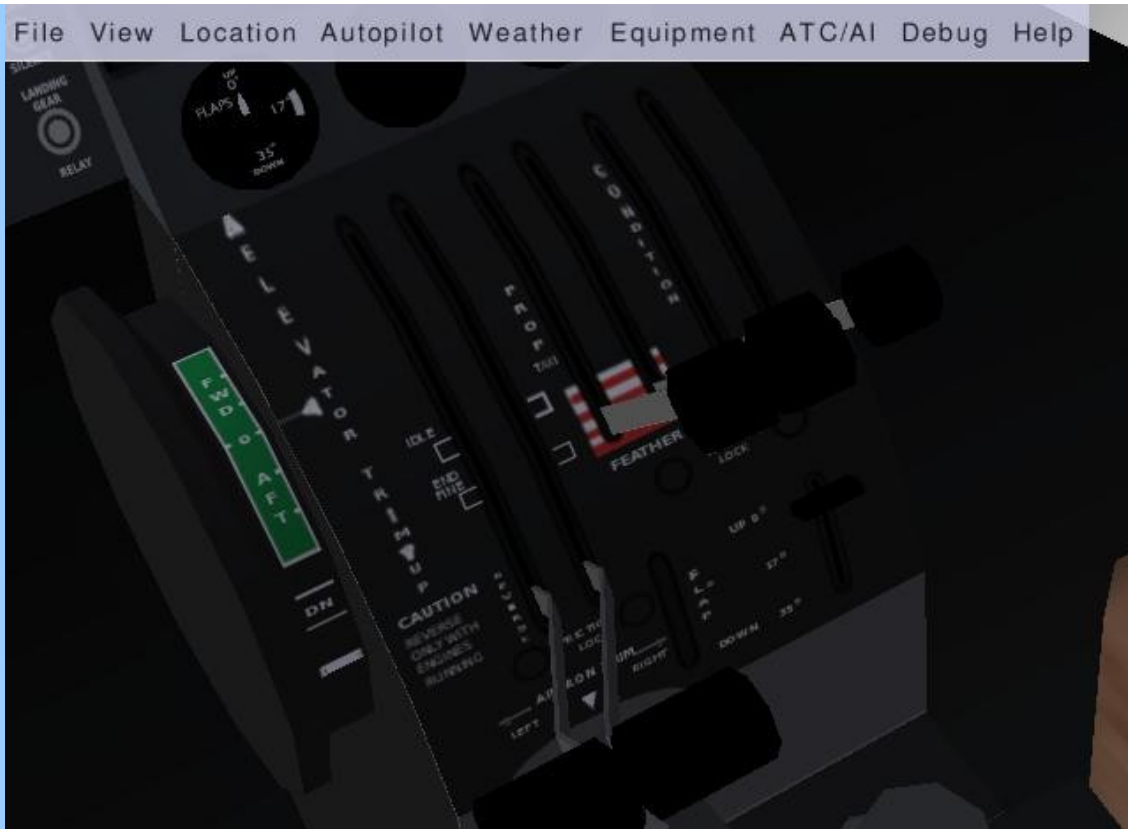 File View Location Autopilot Weather Equipment ATC/AI Debug Help
LANDING
GEAR
RELAY
UP
0°
FLAPS
17°
35°
DOWN
ELEVATOR TRIM
UP
FWD 0 AFT
DN
CONDITION
PROP
TAXI
IDLE
FEATHER
LOCK
CAUTION
REVERSE
ONLY WITH
ENGINES
RUNNING
REVERSE
FLAP
UP 0°
17°
DOWN 35°
LEFT
RIGHT